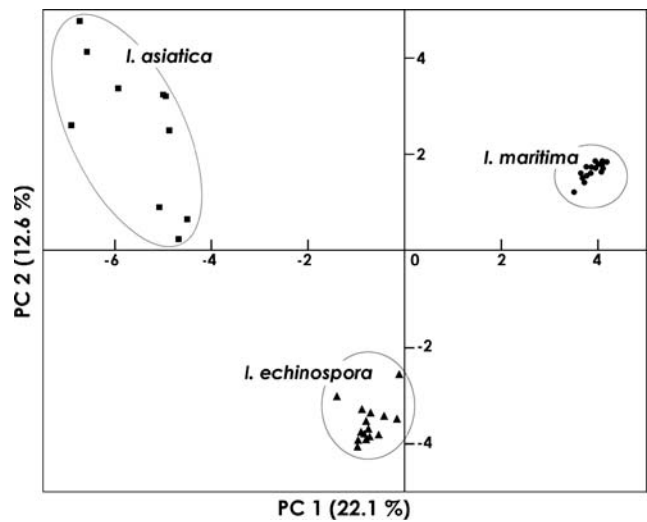 4
I. asiatica
2
I. maritima
-6
-4
-2
0
2
4
-2
I. echinospora
-4
PC 2 (12.6 %)
PC 1 (22.1 %)